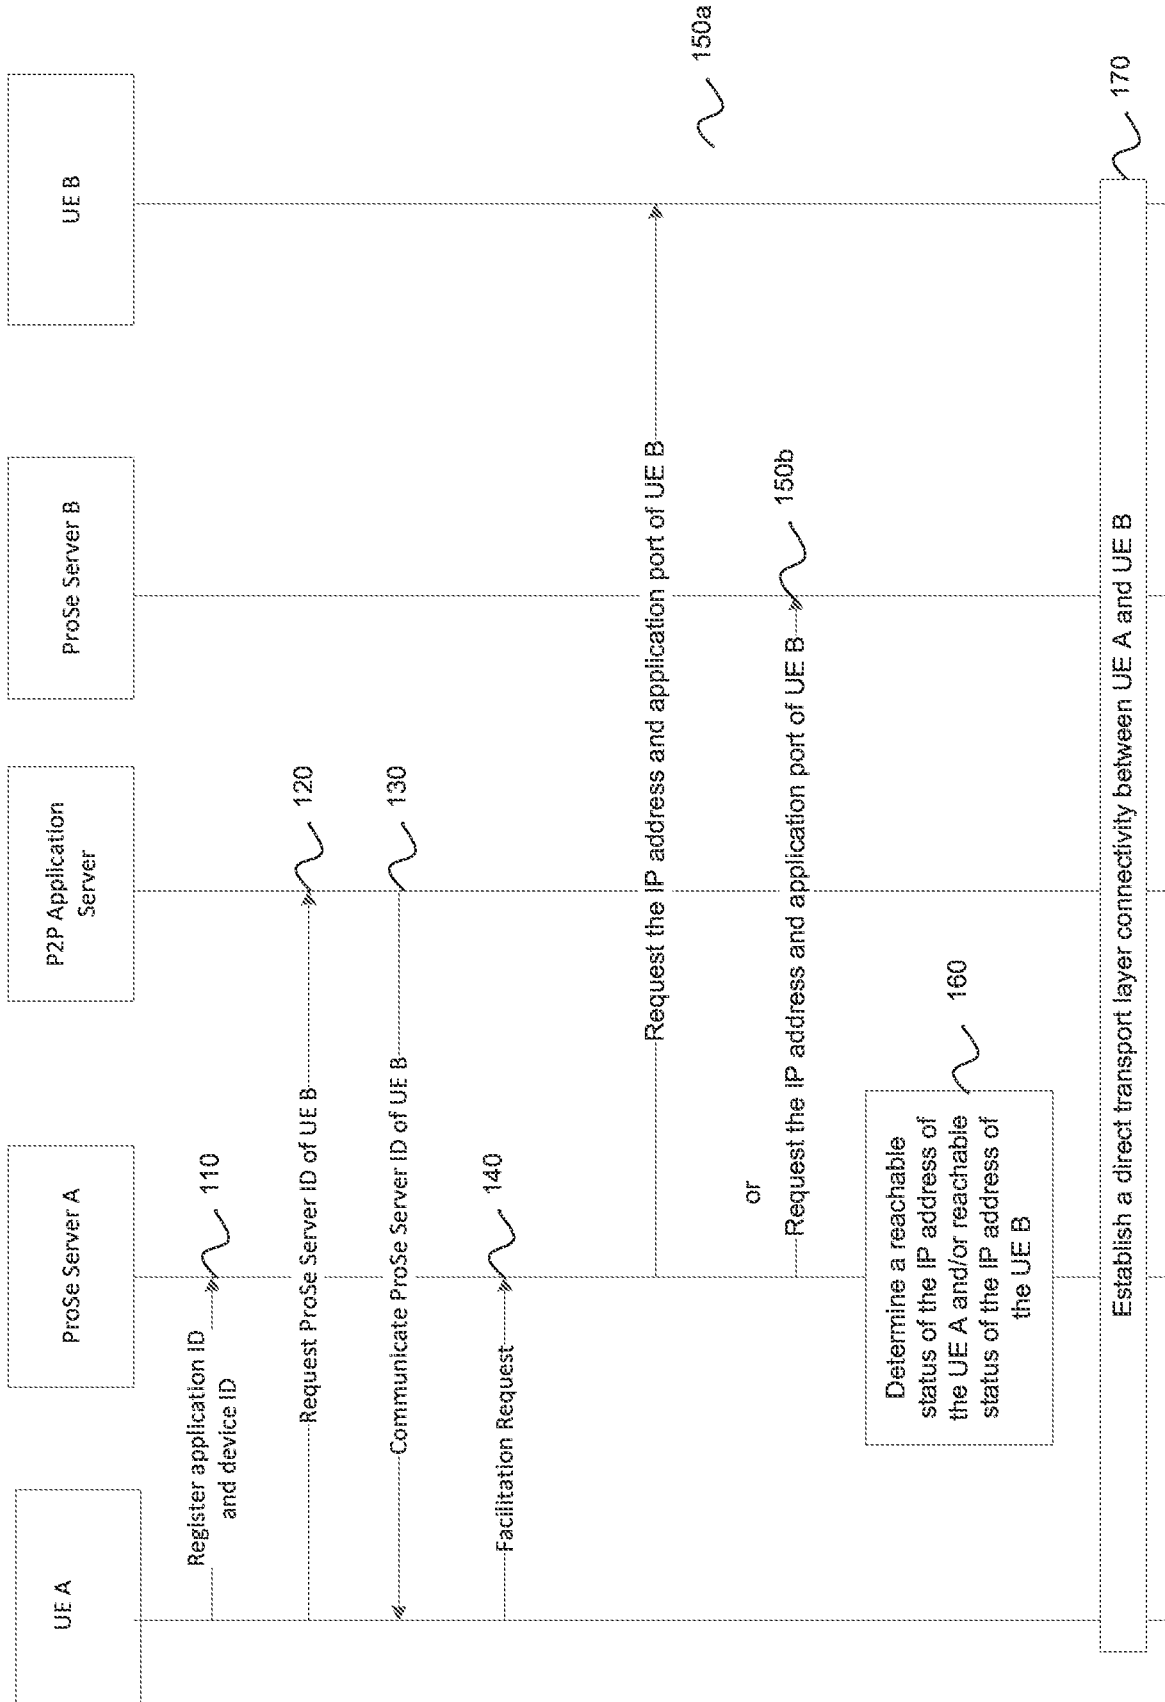 UE A
ProSe Server A
P2P Application
Server
ProSe Server B
UE B
Register application ID
and device ID
110
Request ProSe Server ID of UE B
120
Communicate ProSe Server ID of UE B
130
Facilitation Request
140
Request the IP address and application port of UE B
150a
or
Request the IP address and application port of UE B
150b
Determine a reachable
status of the IP address of
the UE A and/or reachable
status of the IP address of
the UE B
160
Establish a direct transport layer connectivity between UE A and UE B
170